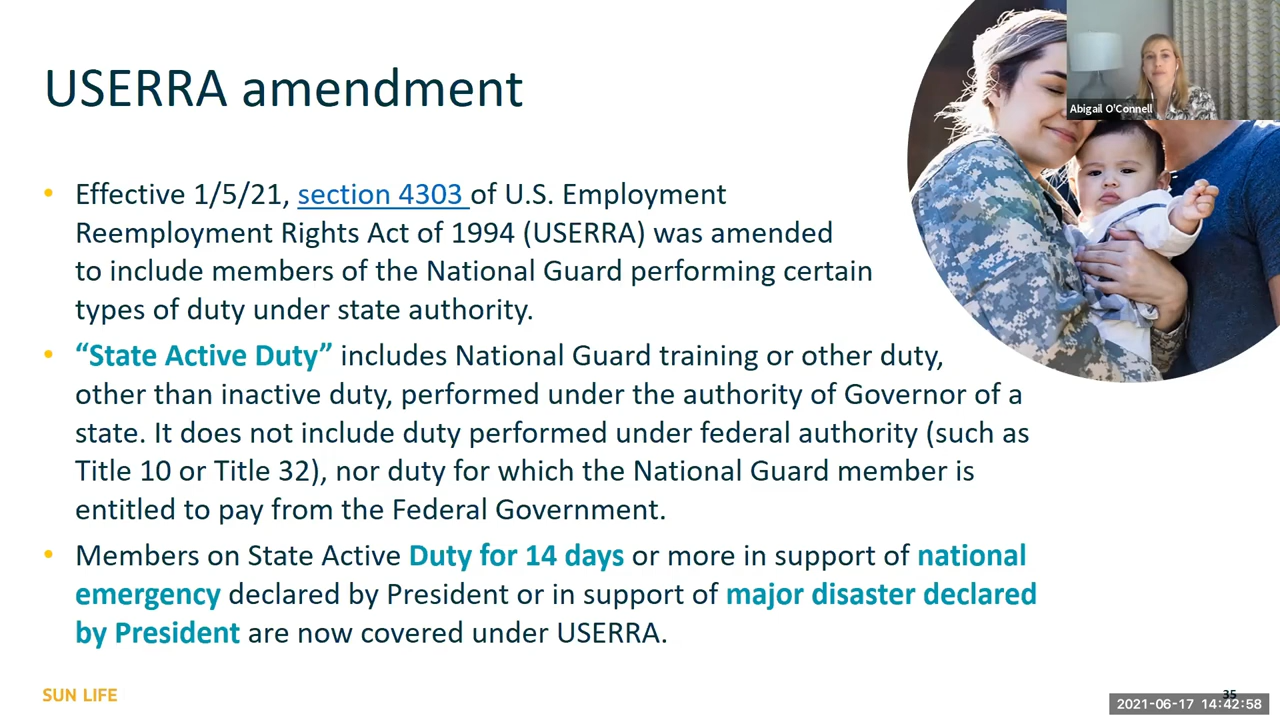 USERRA amendment
Abigail O'Connell
• Effective 1/5/21, section 4303 of U.S. Employment
Reemployment Rights Act of 1994 (USERRA) was amended
to include members of the National Guard performing certain
types of duty under state authority.
• “State Active Duty” includes National Guard training or other duty,
other than inactive duty, performed under the authority of Governor of a
state. It does not include duty performed under federal authority (such as
Title 10 or Title 32), nor duty for which the National Guard member is
entitled to pay from the Federal Government.
• Members on State Active Duty for 14 days or more in support of national
emergency declared by President or in support of major disaster declared
by President are now covered under USERRA.
SUN LIFE
35
2021-06-17 14:42:58